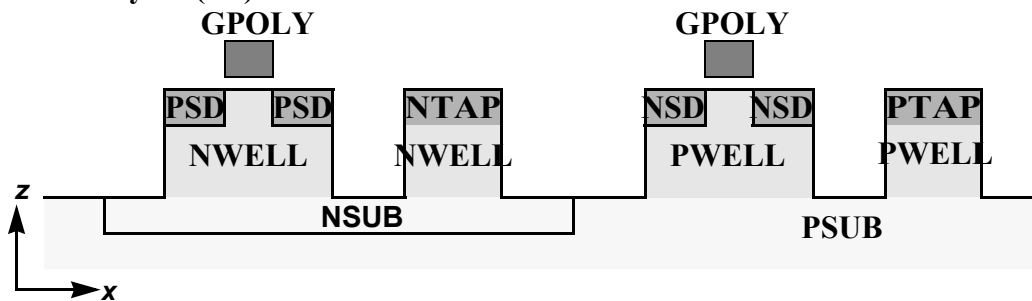 GPOLY GPOLY
PSD PSD NTAP NSD NSD PTAP
NWELL NWELL PWELL PWELL
z
NSUB PSUB
x